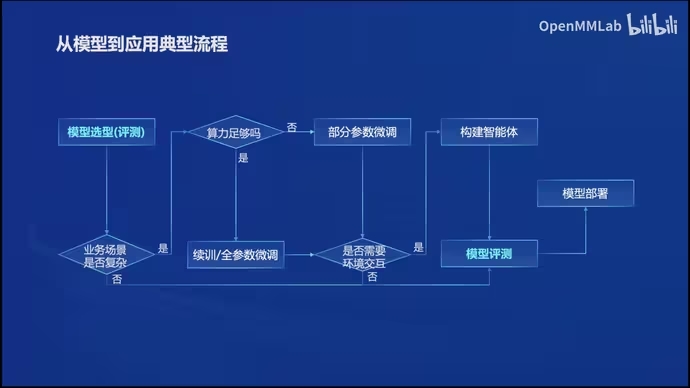 OpenMMLab bilibili
从模型到应用典型流程
模型选型(评测)
算力足够吗
否
部分参数微调
构建智能体
是
模型部署
业务场景
是否复杂
是
续训/全参数微调
是否需要
环境交互
是
模型评测
否
否